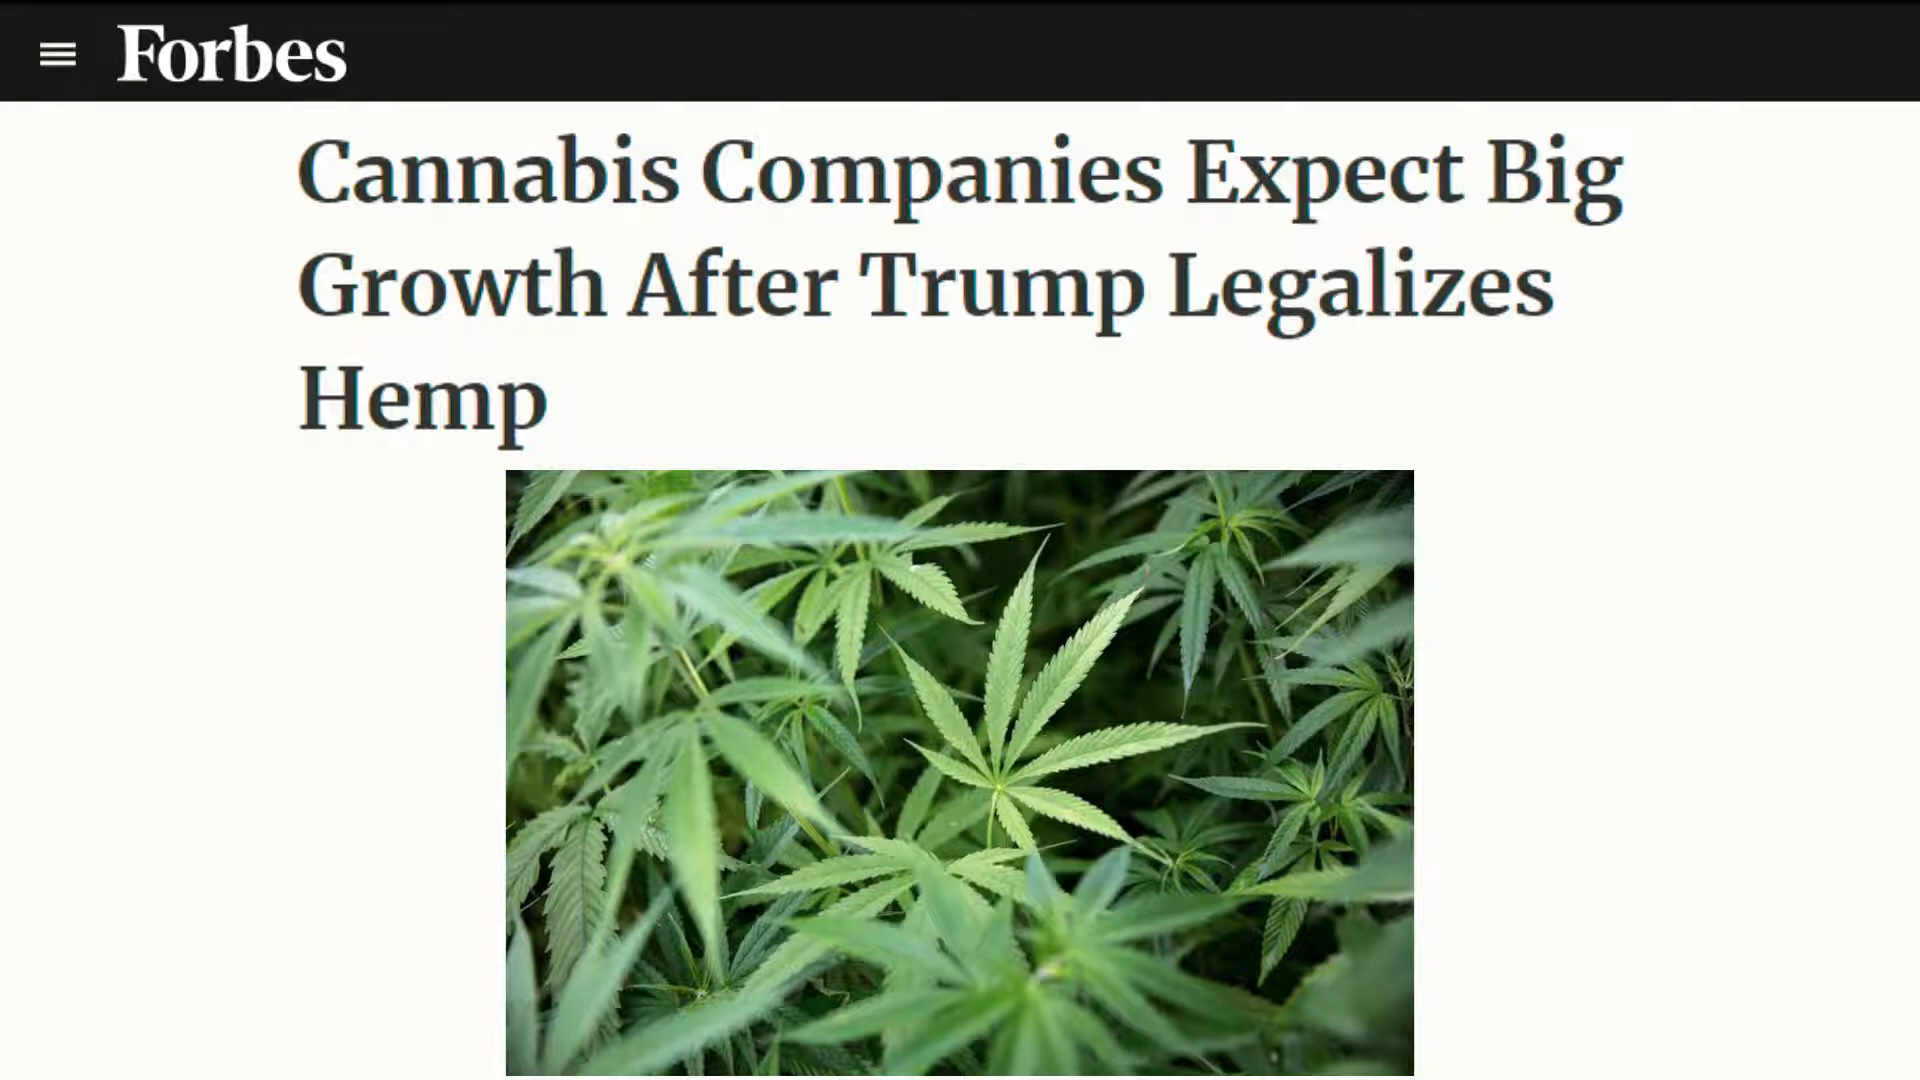 Forbes
Cannabis Companies Expect Big
Growth After Trump Legalizes
Hemp